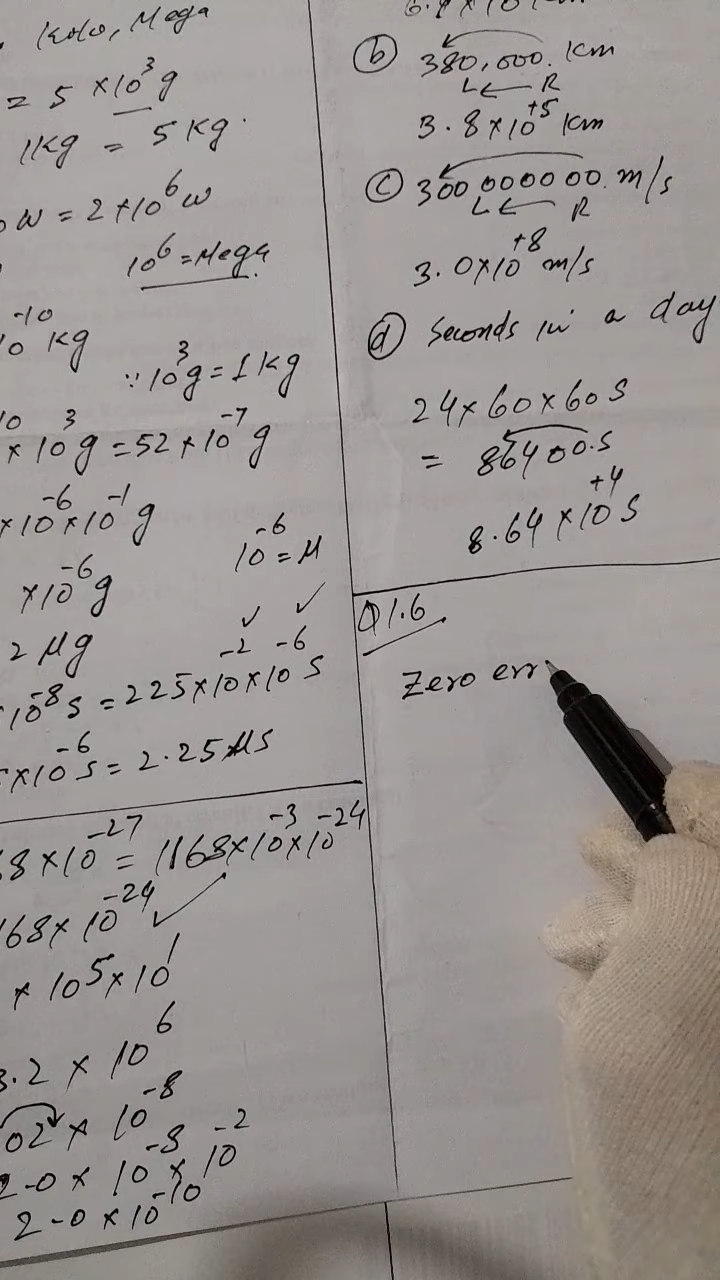 Kelo, Mega
= 5 ×10³ g
1Kg = 5 Kg.
W = 2×10⁶ W
10⁶ = Mega
10⁻¹⁰ Kg
∵ 10³g = 1 Kg
× 10³ g = 52 × 10⁻⁷ g
×10⁻⁶ × 10⁻¹ g
10⁻⁶ = μ
×10⁻⁶ g
2 μg
10⁻⁸ s = 225×10⁻² × 10⁻⁶ s
×10⁻⁶ s = 2.25 μs
68 ×10⁻²⁷ = 1168×10⁻³×10⁻²⁴
168× 10⁻²⁴
× 10⁵ × 10¹
3.2 × 10⁶
02 × 10⁻⁸
2-0 × 10⁻⁸ × 10⁻²
2-0 × 10⁻¹⁰
(b) 380,000. Km
L ← R
3.8×10⁺⁵ Km
(c) 300 000000. m/s
L ← R
3.0×10⁺⁸ m/s
(d) Seconds in a day
24×60×60 S
= 86400.S
8.64 ×10⁺⁴ S
Q1.6
Zero err